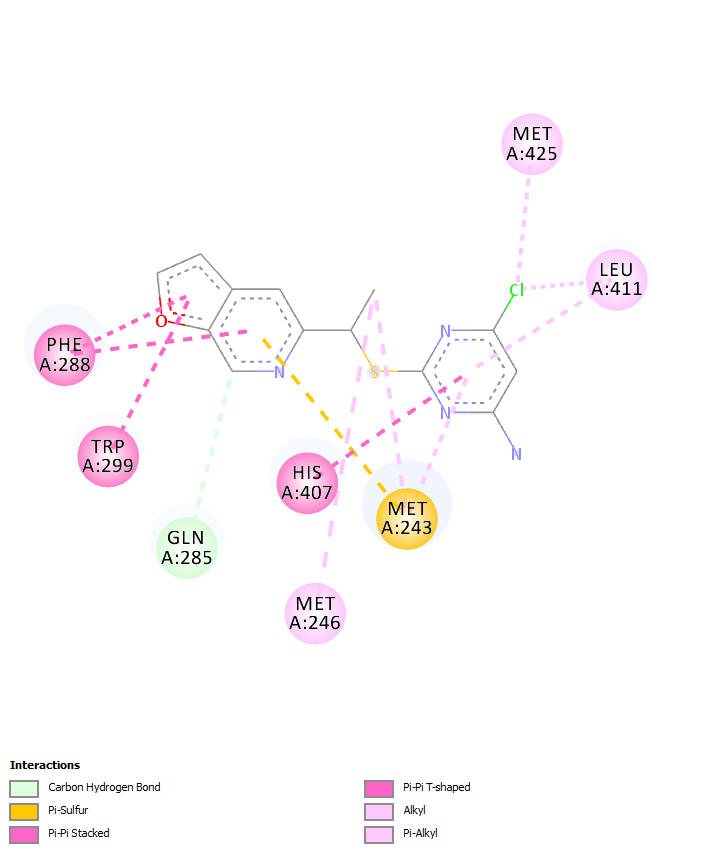 MET
A:425
LEU
A:411
Cl
PHE
A:288
O
N
N
S
N
N
TRP
A:299
HIS
A:407
MET
A:243
GLN
A:285
MET
A:246
Interactions
Carbon Hydrogen Bond
Pi-Sulfur
Pi-Pi Stacked
Pi-Pi T-shaped
Alkyl
Pi-Alkyl